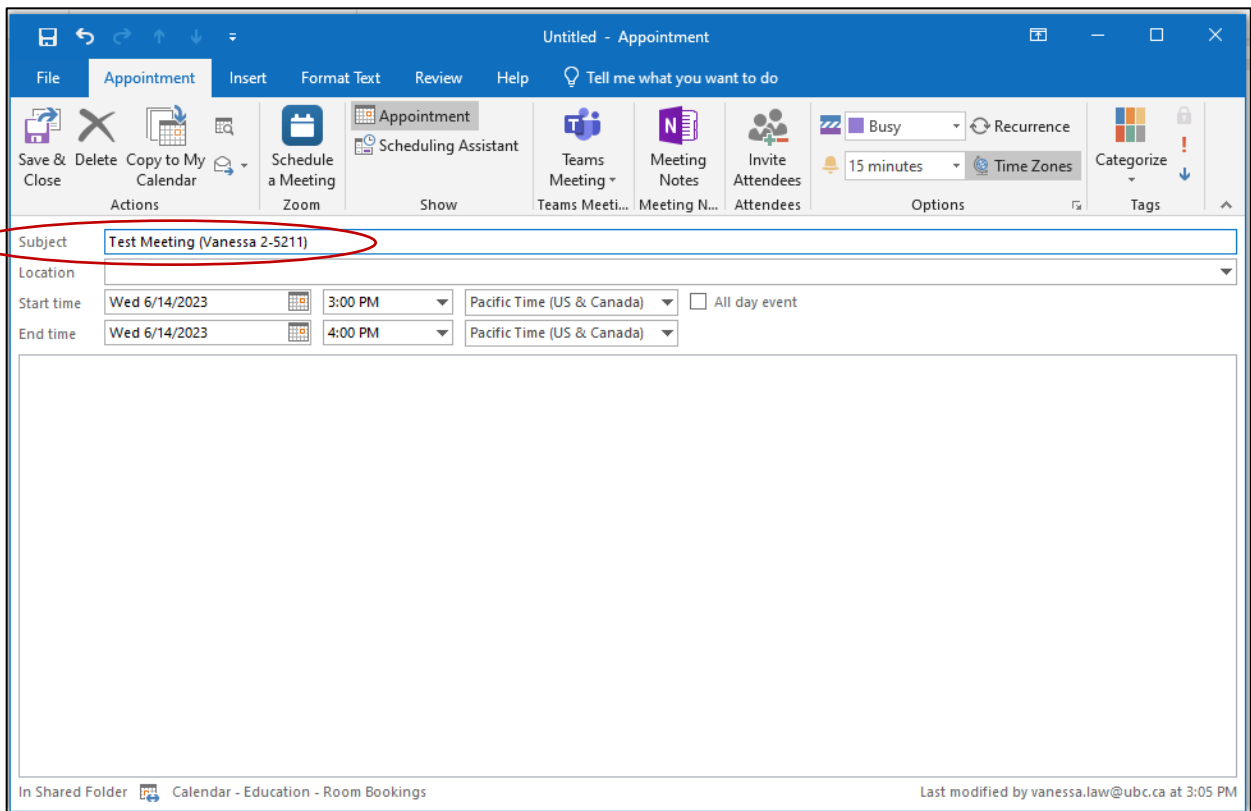 Untitled - Appointment
File Appointment Insert Format Text Review Help Tell me what you want to do
Save & Close
Delete
Copy to My Calendar
Actions
Schedule a Meeting
Zoom
Appointment
Scheduling Assistant
Show
Teams Meeting
Teams Meeti...
Meeting Notes
Meeting N...
Invite Attendees
Attendees
Busy
Recurrence
15 minutes
Time Zones
Options
Categorize
Tags
Subject Test Meeting (Vanessa 2-5211)
Location
Start time Wed 6/14/2023 3:00 PM Pacific Time (US & Canada) All day event
End time Wed 6/14/2023 4:00 PM Pacific Time (US & Canada)
In Shared Folder Calendar - Education - Room Bookings Last modified by vanessa.law@ubc.ca at 3:05 PM